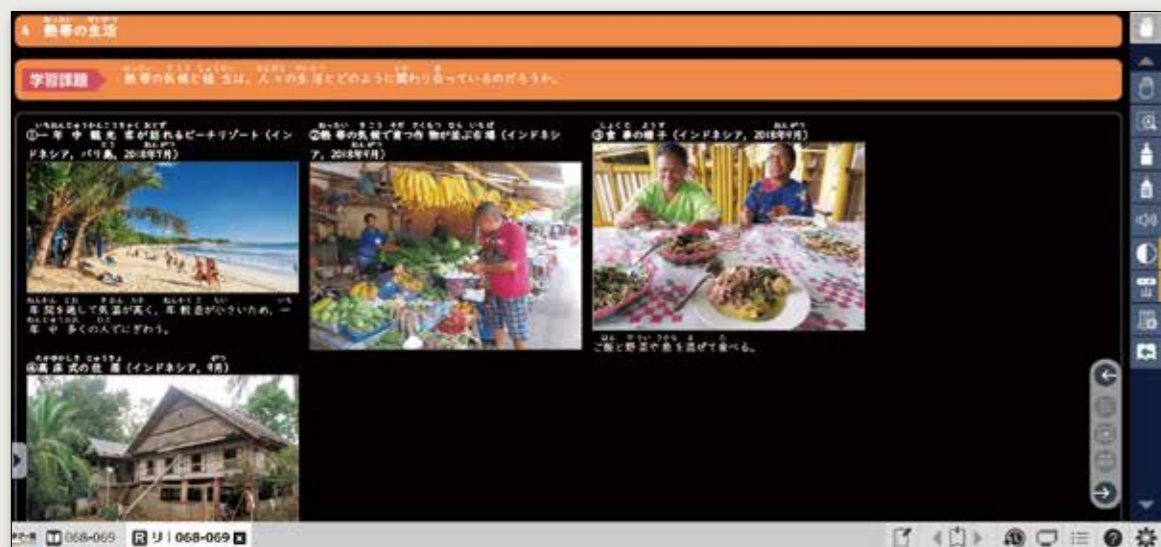 4 熱帯の生活
学習課題 熱帯の気候と植生は、人々の生活とどのように関わり合っているのだろうか。
①一年中観光客が訪れるビーチリゾート(イン
ドネシア，バリ島，2018年7月)
年間を通して気温が高く，年較差が小さいため，一
年中多くの人でにぎわう。
②熱帯の気候で育つ作物が並ぶ市場(インドネシ
ア，2018年9月)
③食事の様子(インドネシア，2018年9月)
ご飯と野菜や魚を混ぜて食べる。
④高床式の住居(インドネシア，9月)
068-069
R リ｜068-069